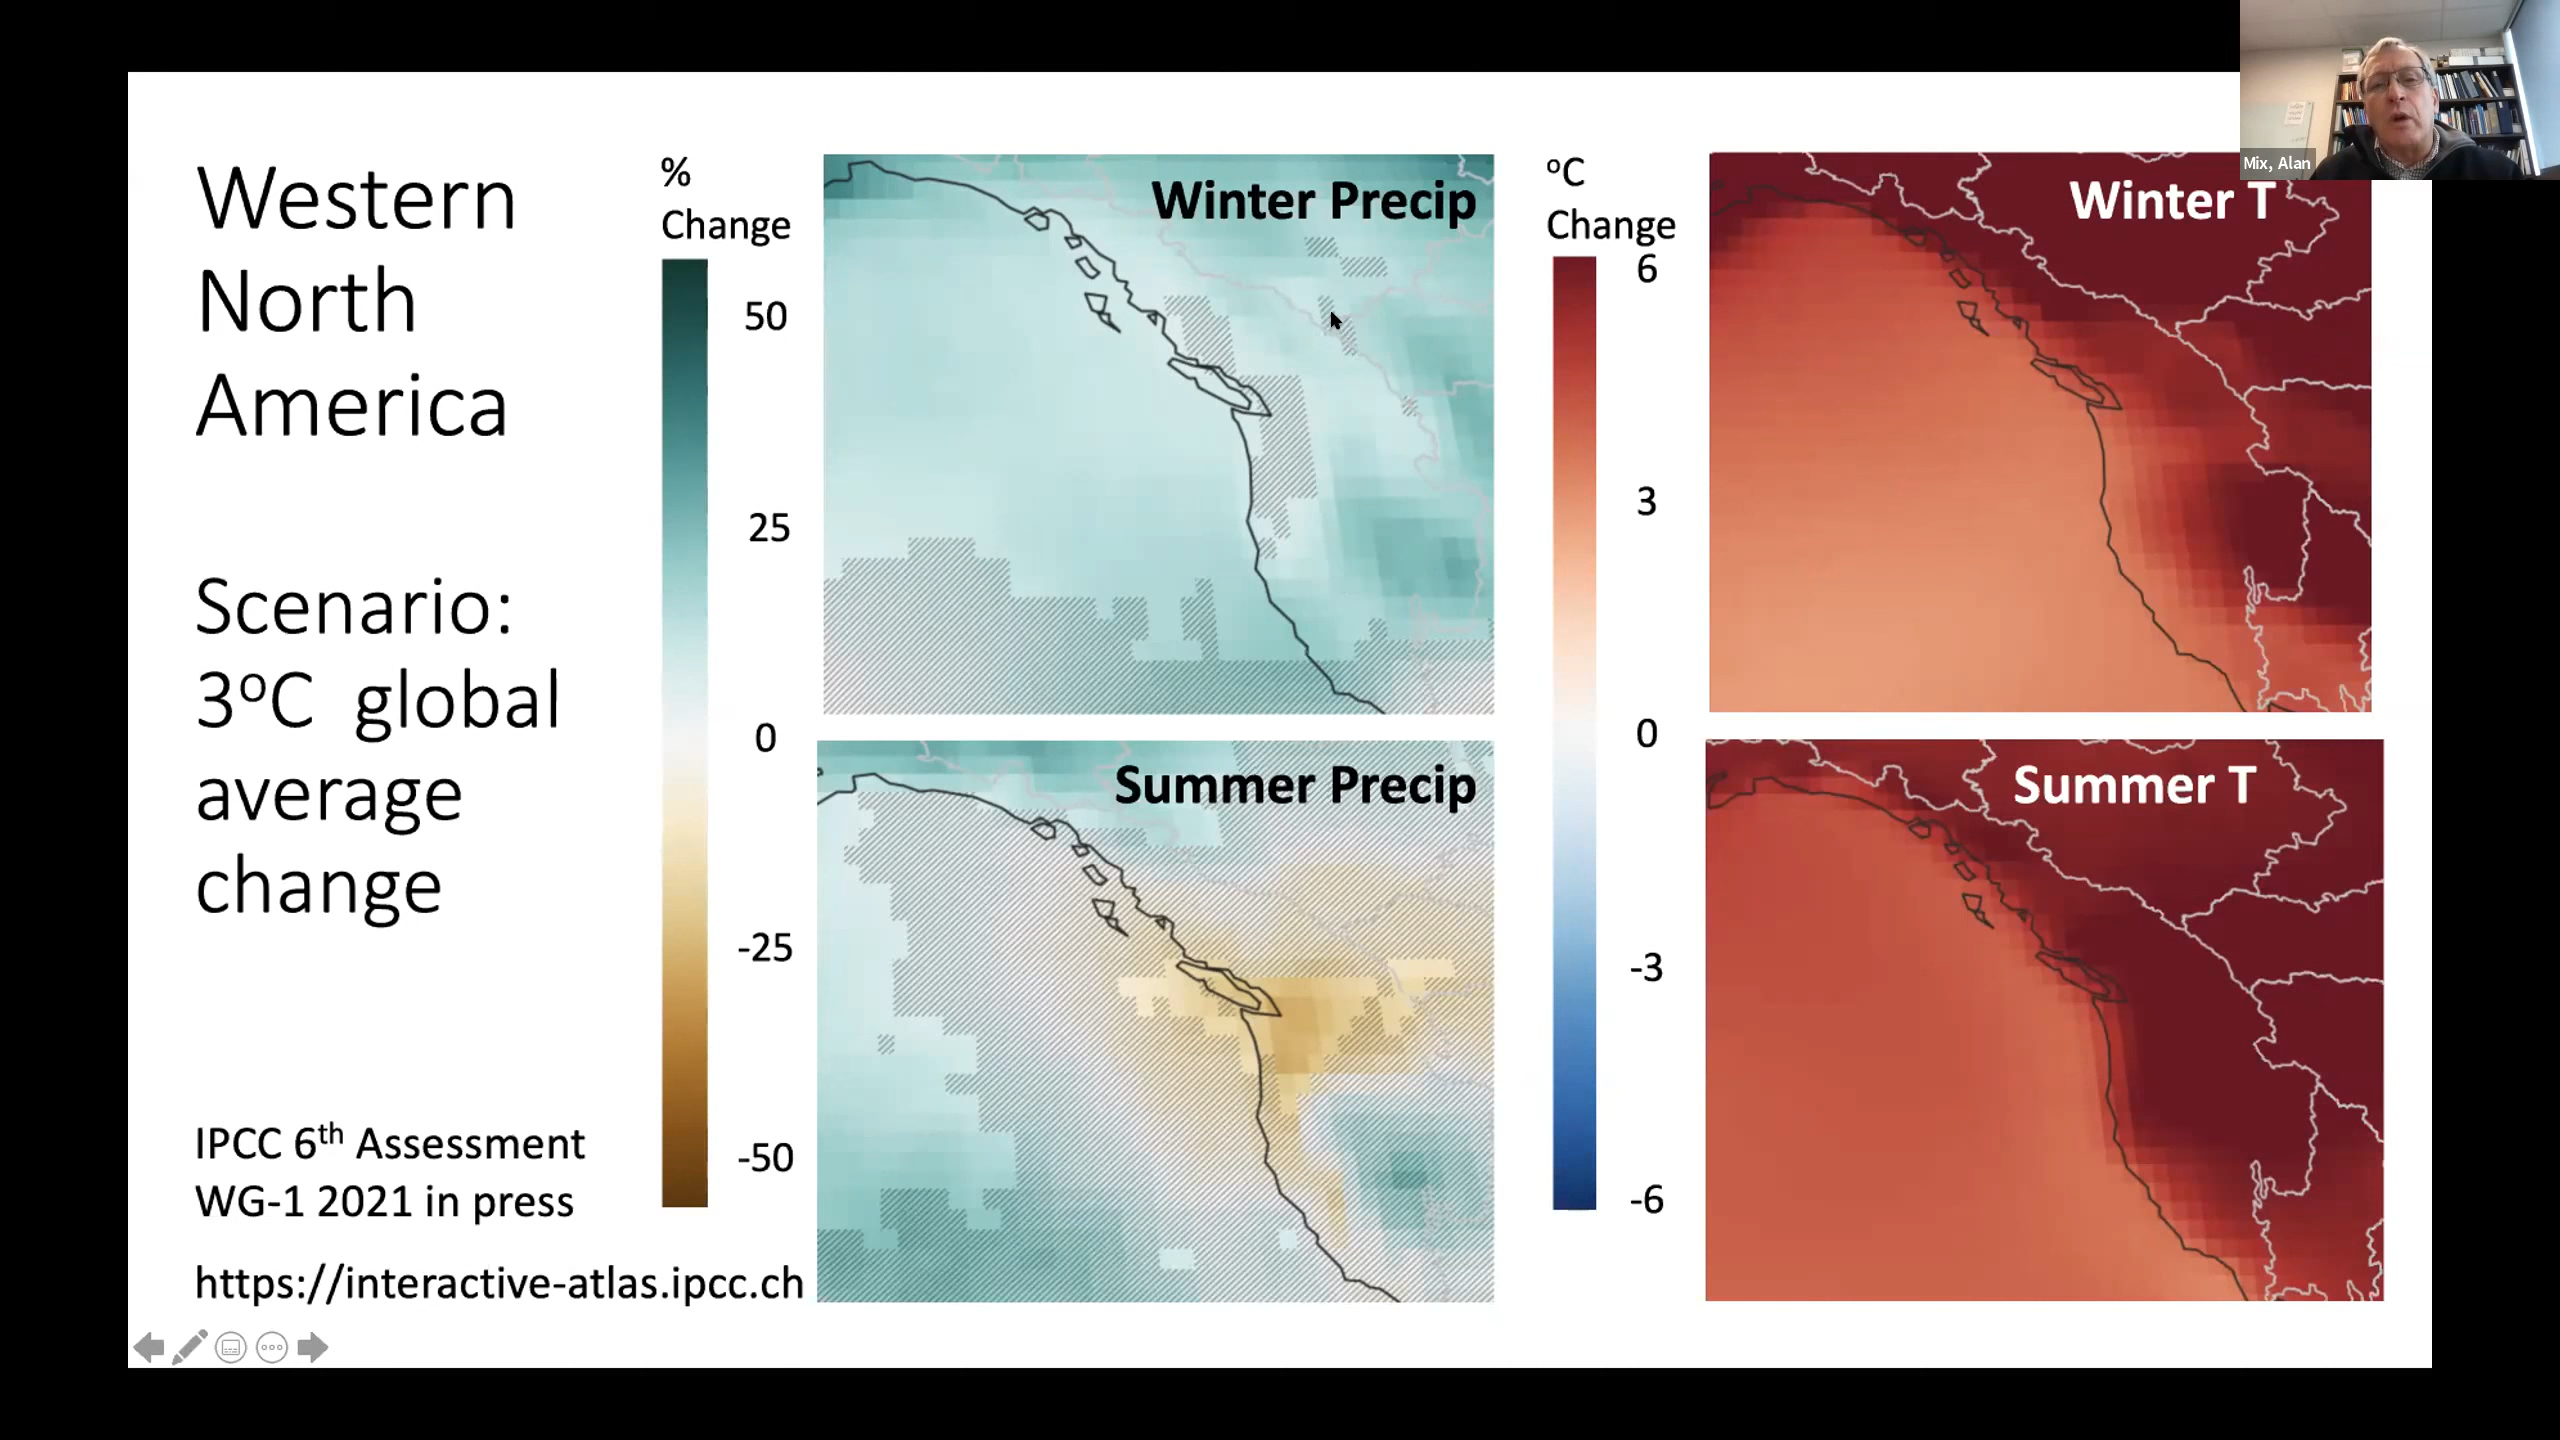 Western
North
America
Scenario:
3ºC global
average
change
IPCC 6th Assessment
WG-1 2021 in press
https://interactive-atlas.ipcc.ch
%
Change
50
25
0
-25
-50
Winter Precip
Summer Precip
ºC
Change
6
3
0
-3
-6
Winter T
Summer T
Mix, Alan